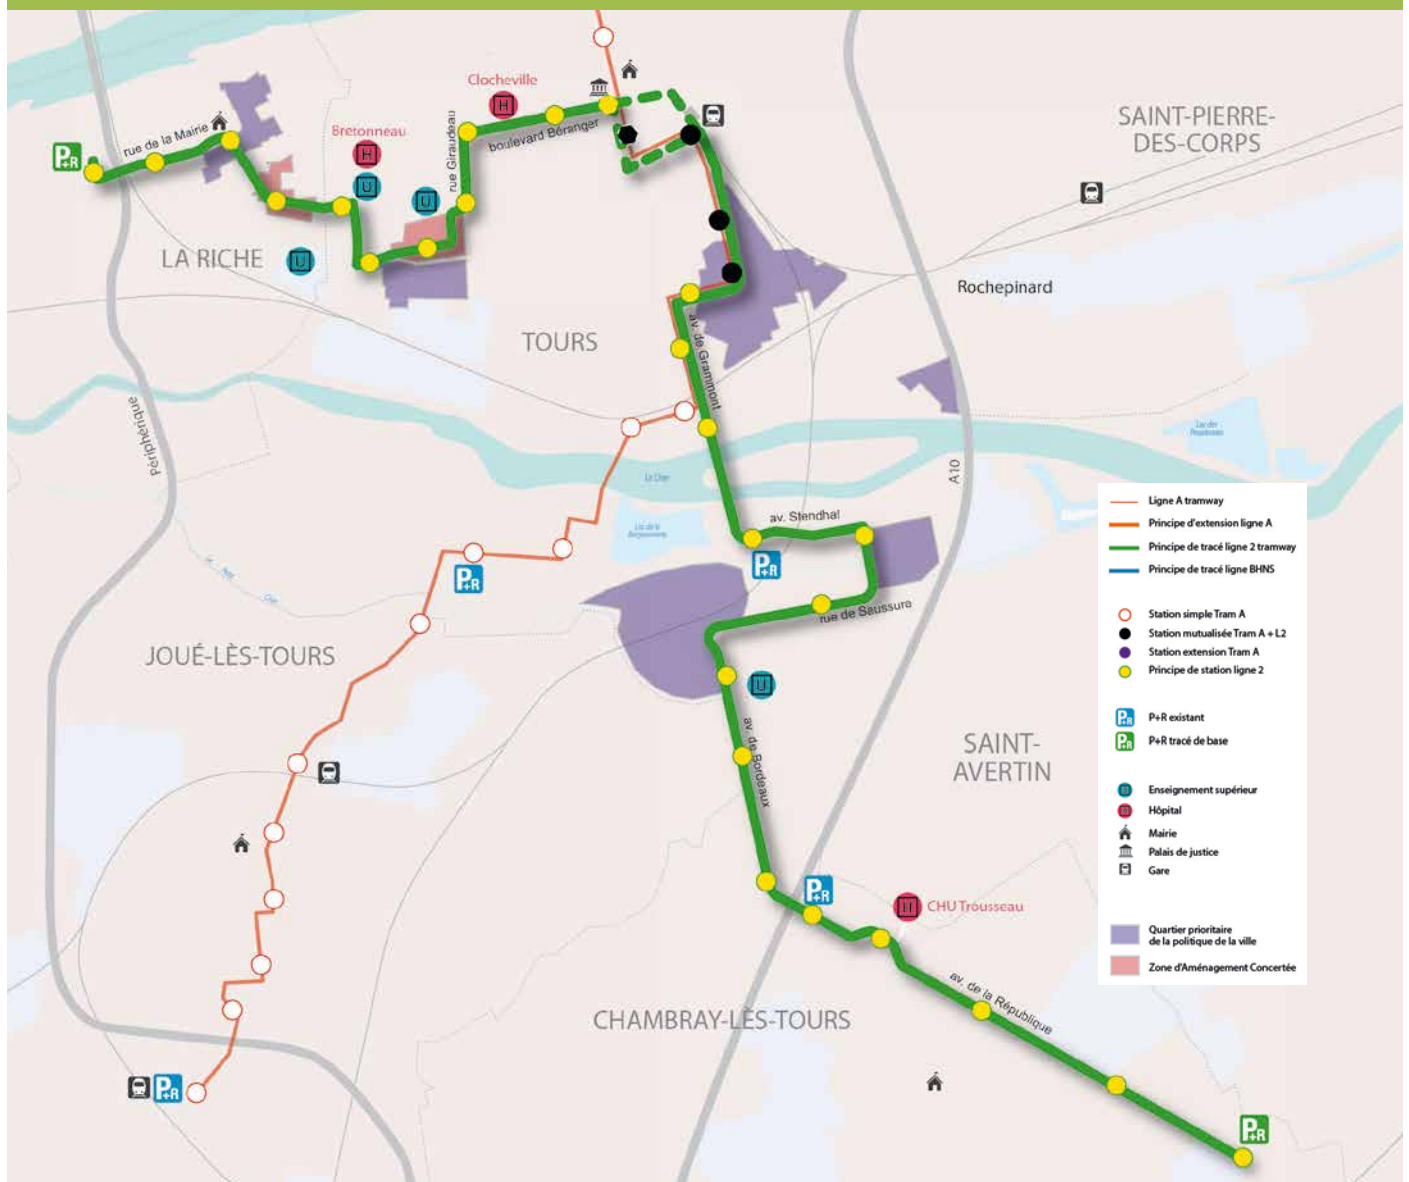 Clocheville
H
Bretonneau
H
U
U
U
P+R
rue de la Mairie
rue Giraudeau
boulevard Béranger
SAINT-PIERRE-
DES-CORPS
LA RICHE
Rochepinard
TOURS
av. de Grammont
Périphérique
A10
Le Cher
av. Stendhal
P+R
P+R
rue de Saussure
JOUÉ-LÈS-TOURS
U
av. de Bordeaux
SAINT-
AVERTIN
P+R
H
CHU Trousseau
av. de la République
CHAMBRAY-LÈS-TOURS
P+R
P+R
Ligne A tramway
Principe d'extension ligne A
Principe de tracé ligne 2 tramway
Principe de tracé ligne BHNS
Station simple Tram A
Station mutualisée Tram A + L2
Station extension Tram A
Principe de station ligne 2
P+R
P+R existant
P+R
P+R tracé de base
Enseignement supérieur
Hôpital
Mairie
Palais de justice
Gare
Quartier prioritaire
de la politique de la ville
Zone d'Aménagement Concertée